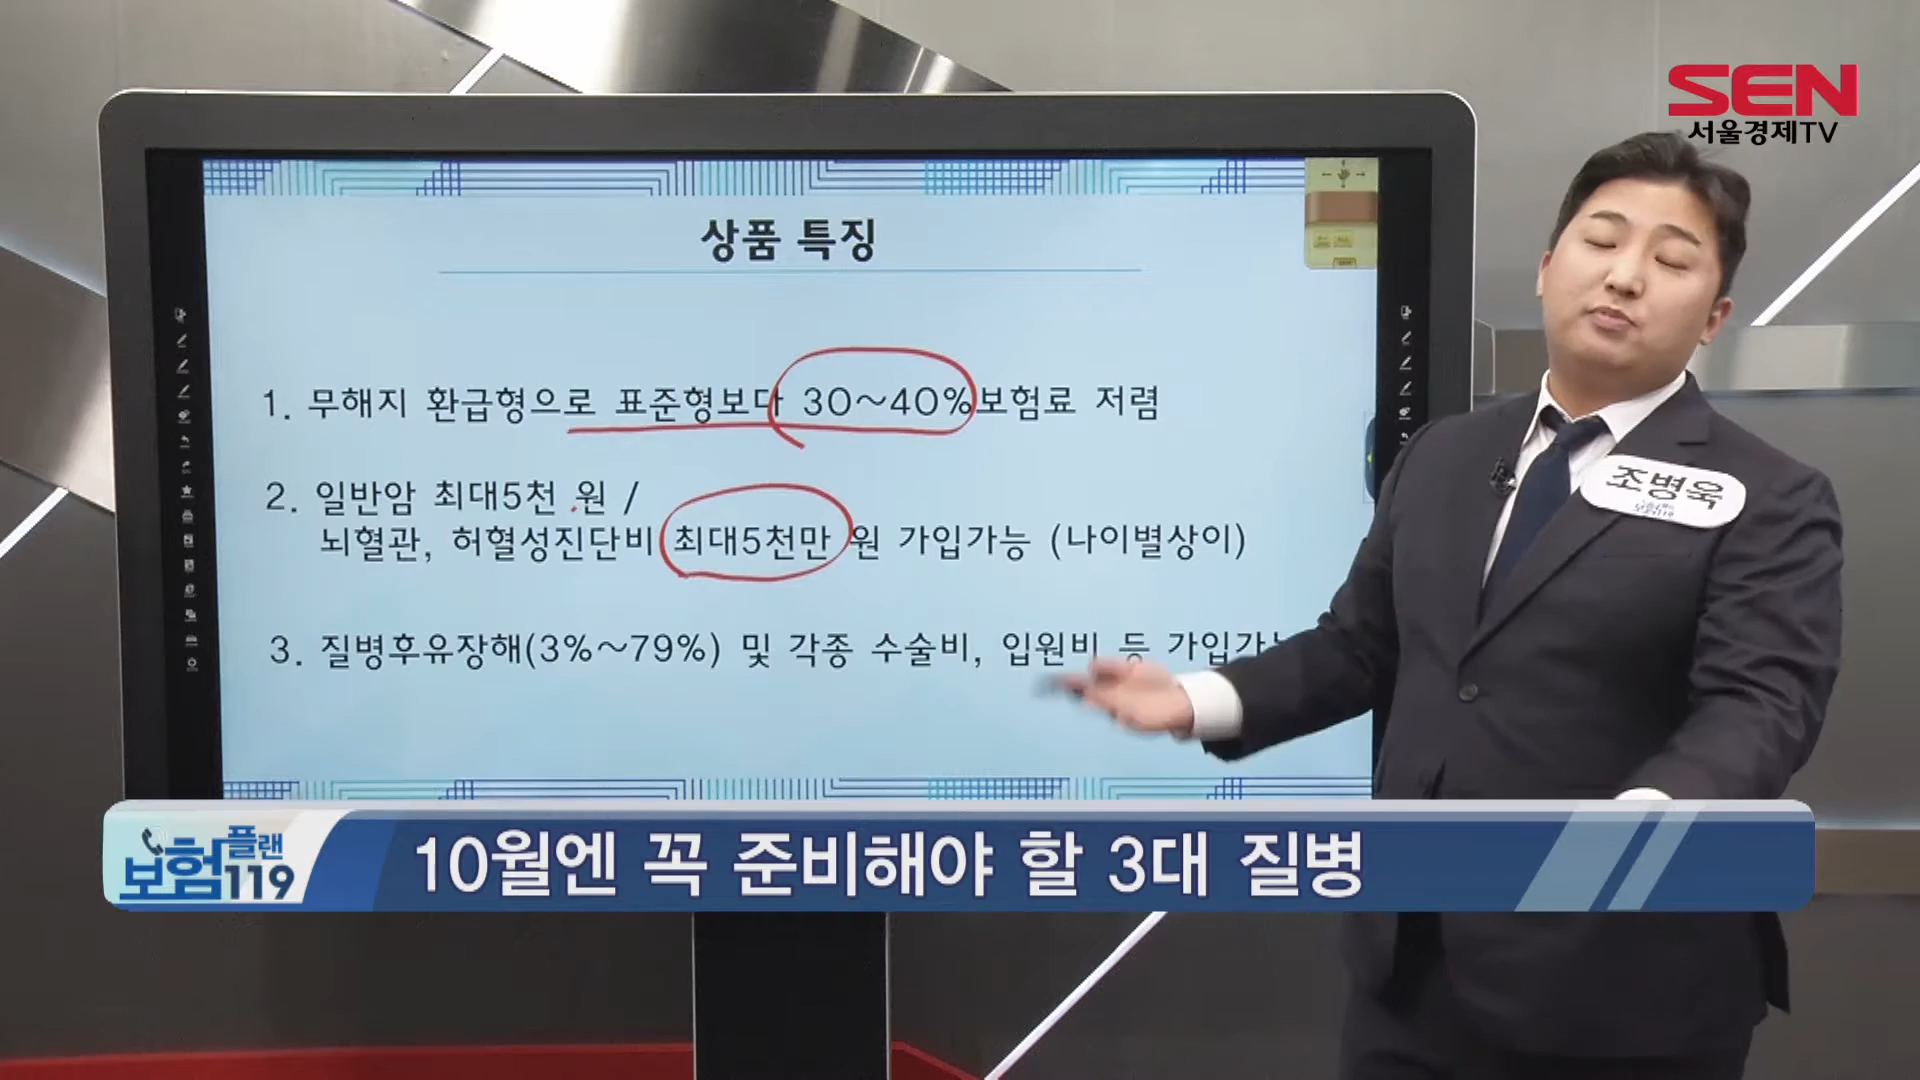 SEN
서울경제TV
상품 특징
1. 무해지 환급형으로 표준형보다 30~40%보험료 저렴
2. 일반암 최대5천 원 /
뇌혈관, 허혈성진단비 최대5천만 원 가입가능 (나이별상이)
3. 질병후유장해(3%~79%) 및 각종 수술비, 입원비 등 가입가
조병욱
보험플랜119
10월엔 꼭 준비해야 할 3대 질병